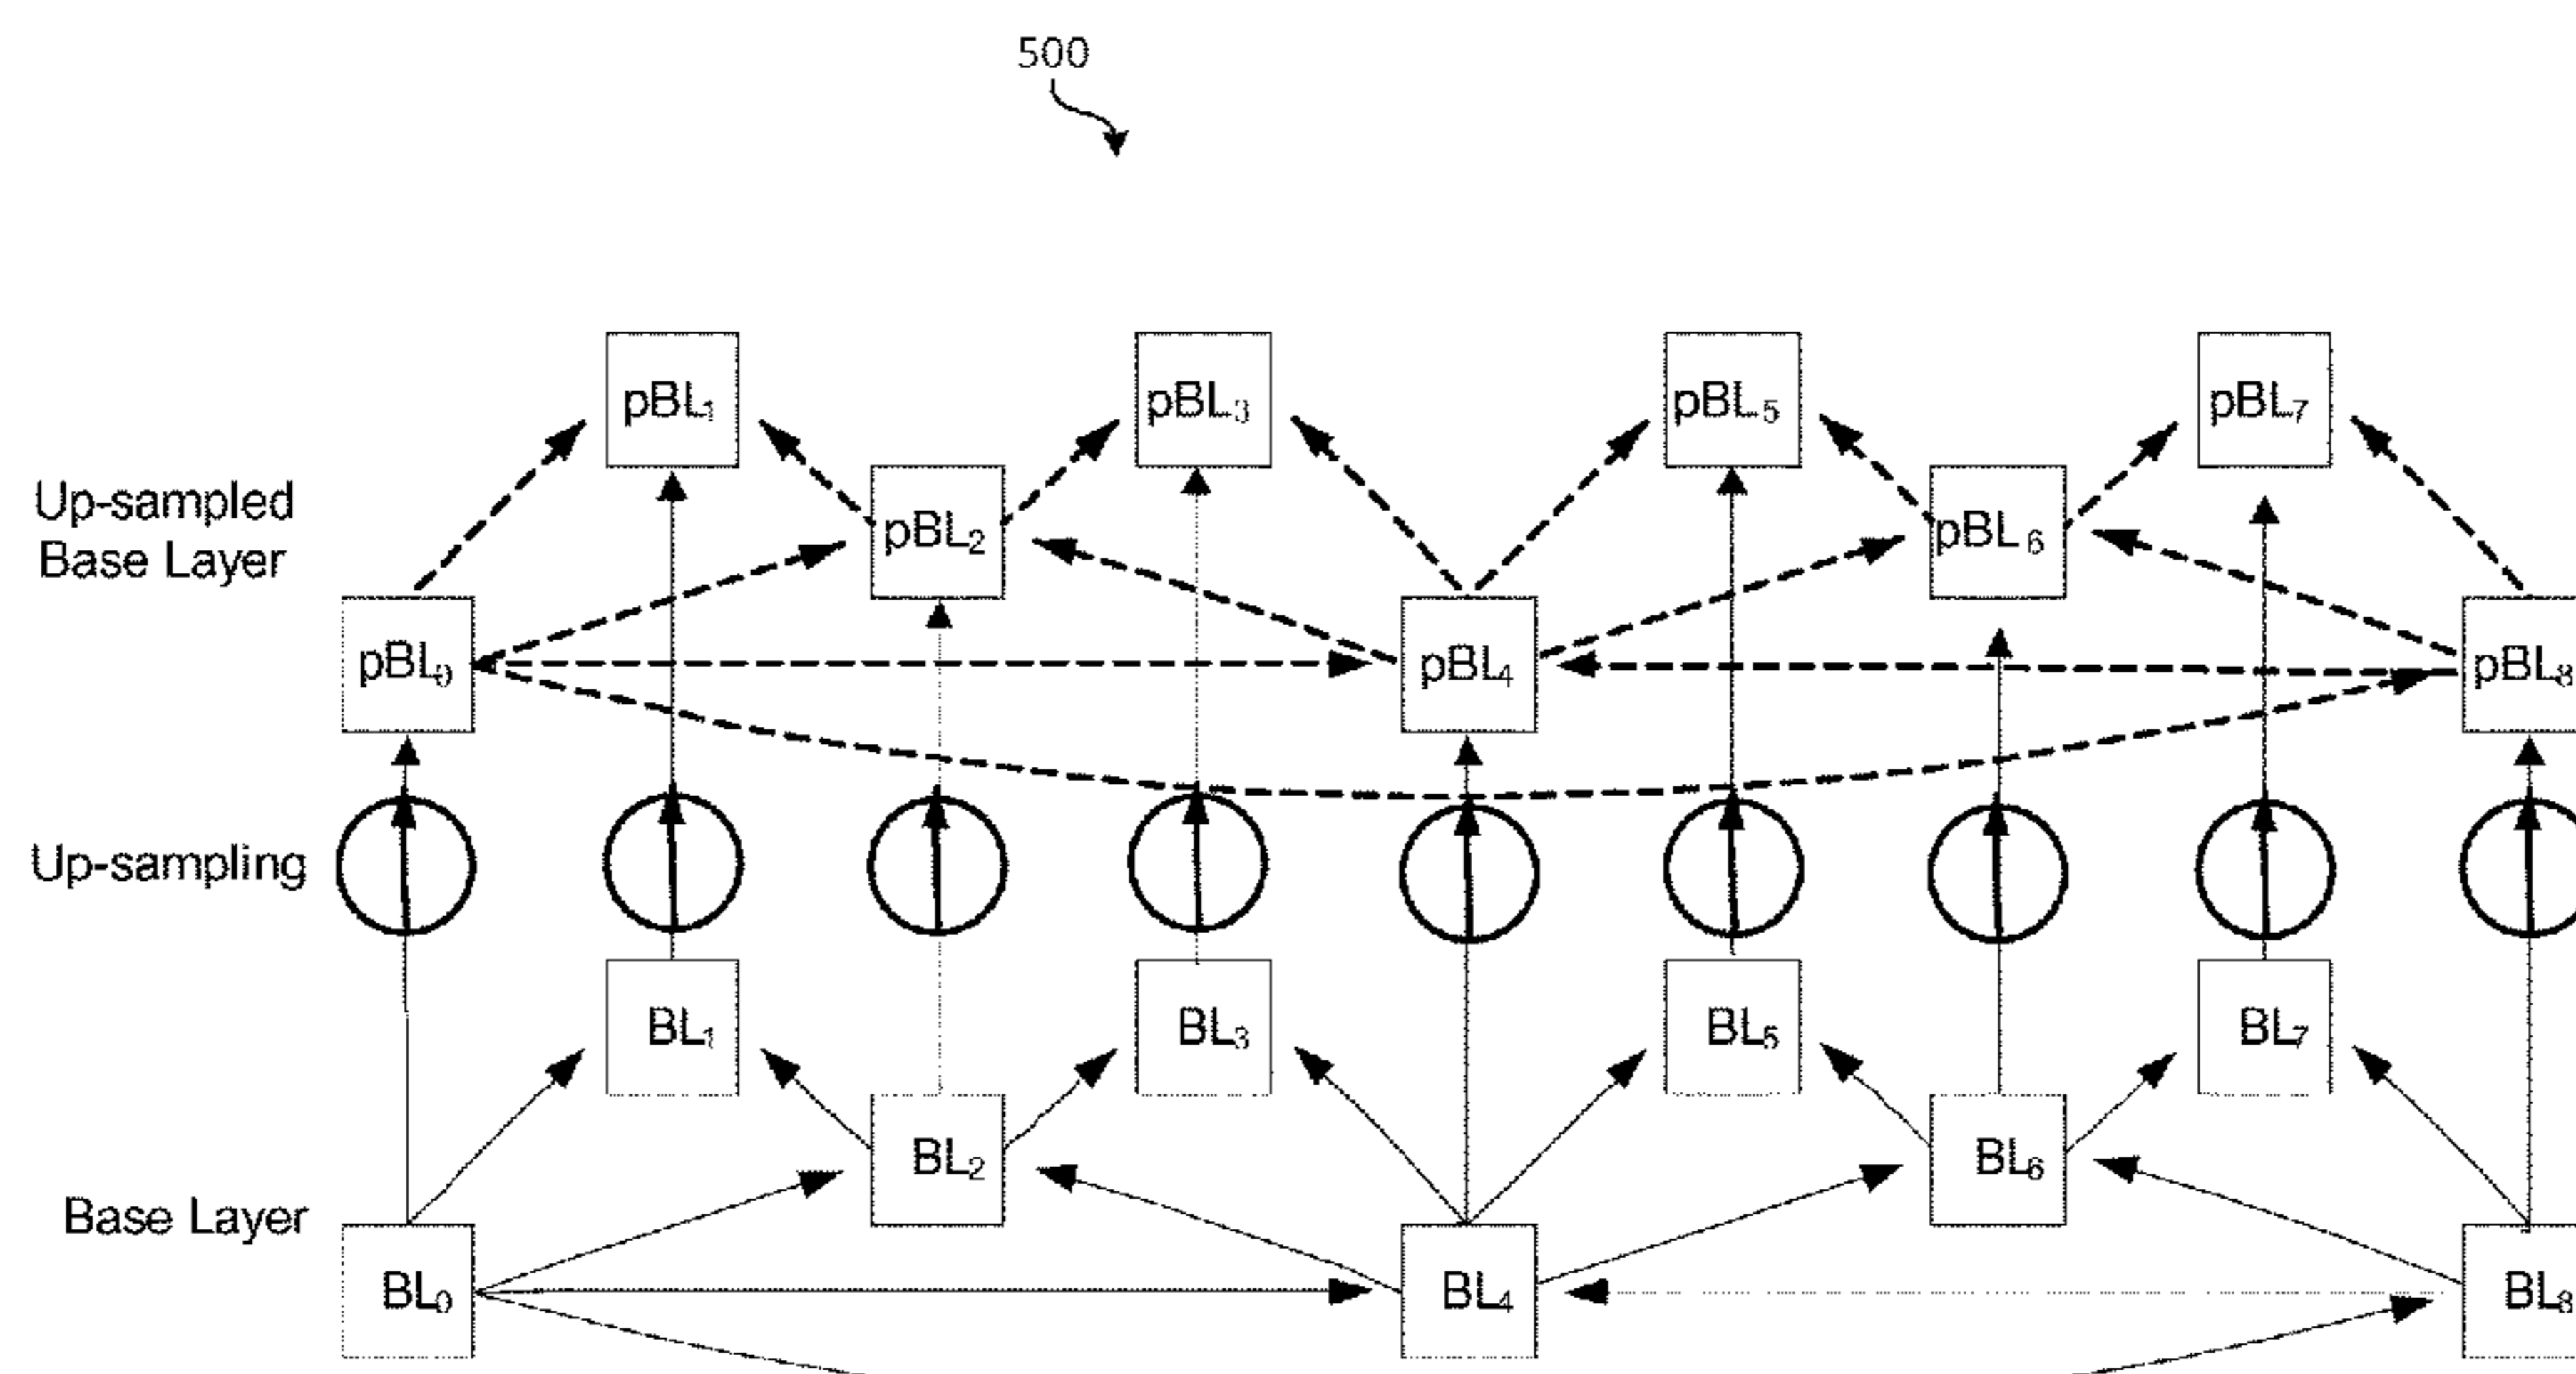 500
pBL₁ pBL₃ pBL₅ pBL₇
Up-sampled
Base Layer
pBL₂ pBL₆
pBL₀ pBL₄ pBL₈
Up-sampling
BL₁ BL₃ BL₅ BL₇
BL₂ BL₆
Base Layer
BL₀ BL₄ BL₈